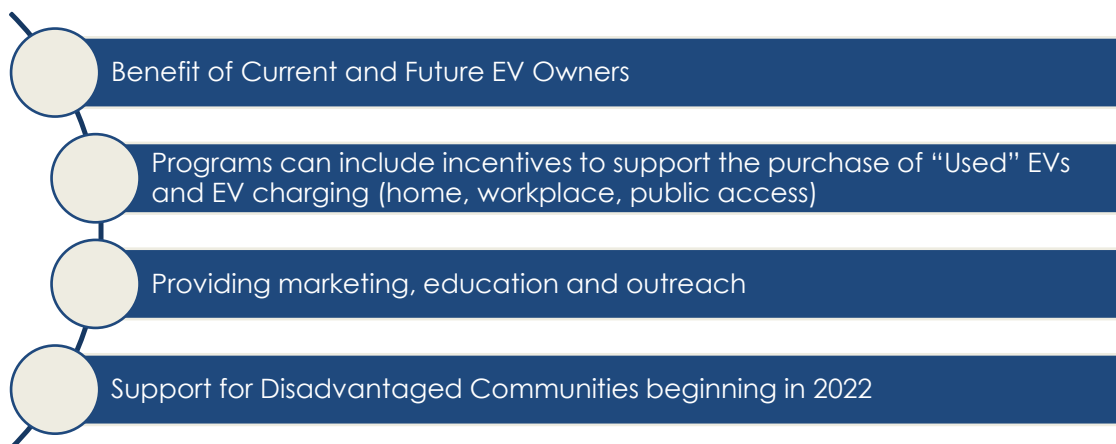 Benefit of Current and Future EV Owners
Programs can include incentives to support the purchase of “Used” EVs
and EV charging (home, workplace, public access)
Providing marketing, education and outreach
Support for Disadvantaged Communities beginning in 2022